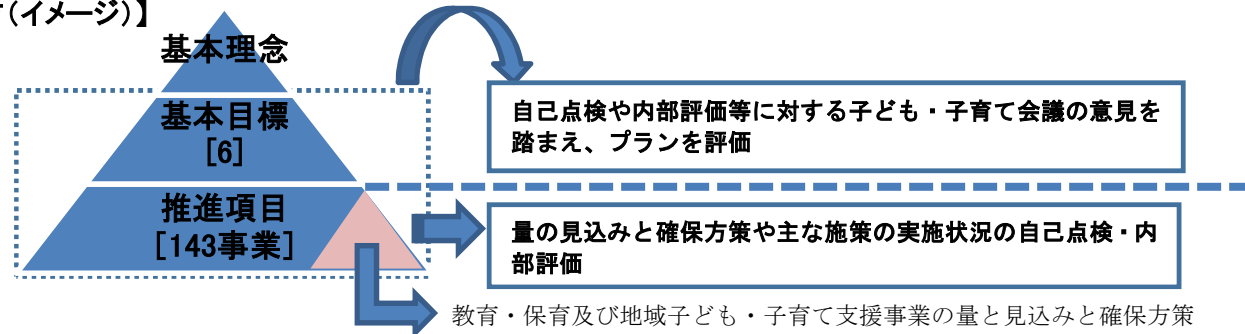 (イメージ)】
基本理念
基本目標
[6]
推進項目
[143事業]
自己点検や内部評価等に対する子ども・子育て会議の意見を
踏まえ、プランを評価
量の見込みと確保方策や主な施策の実施状況の自己点検・内
部評価
教育・保育及び地域子ども・子育て支援事業の量と見込みと確保方策